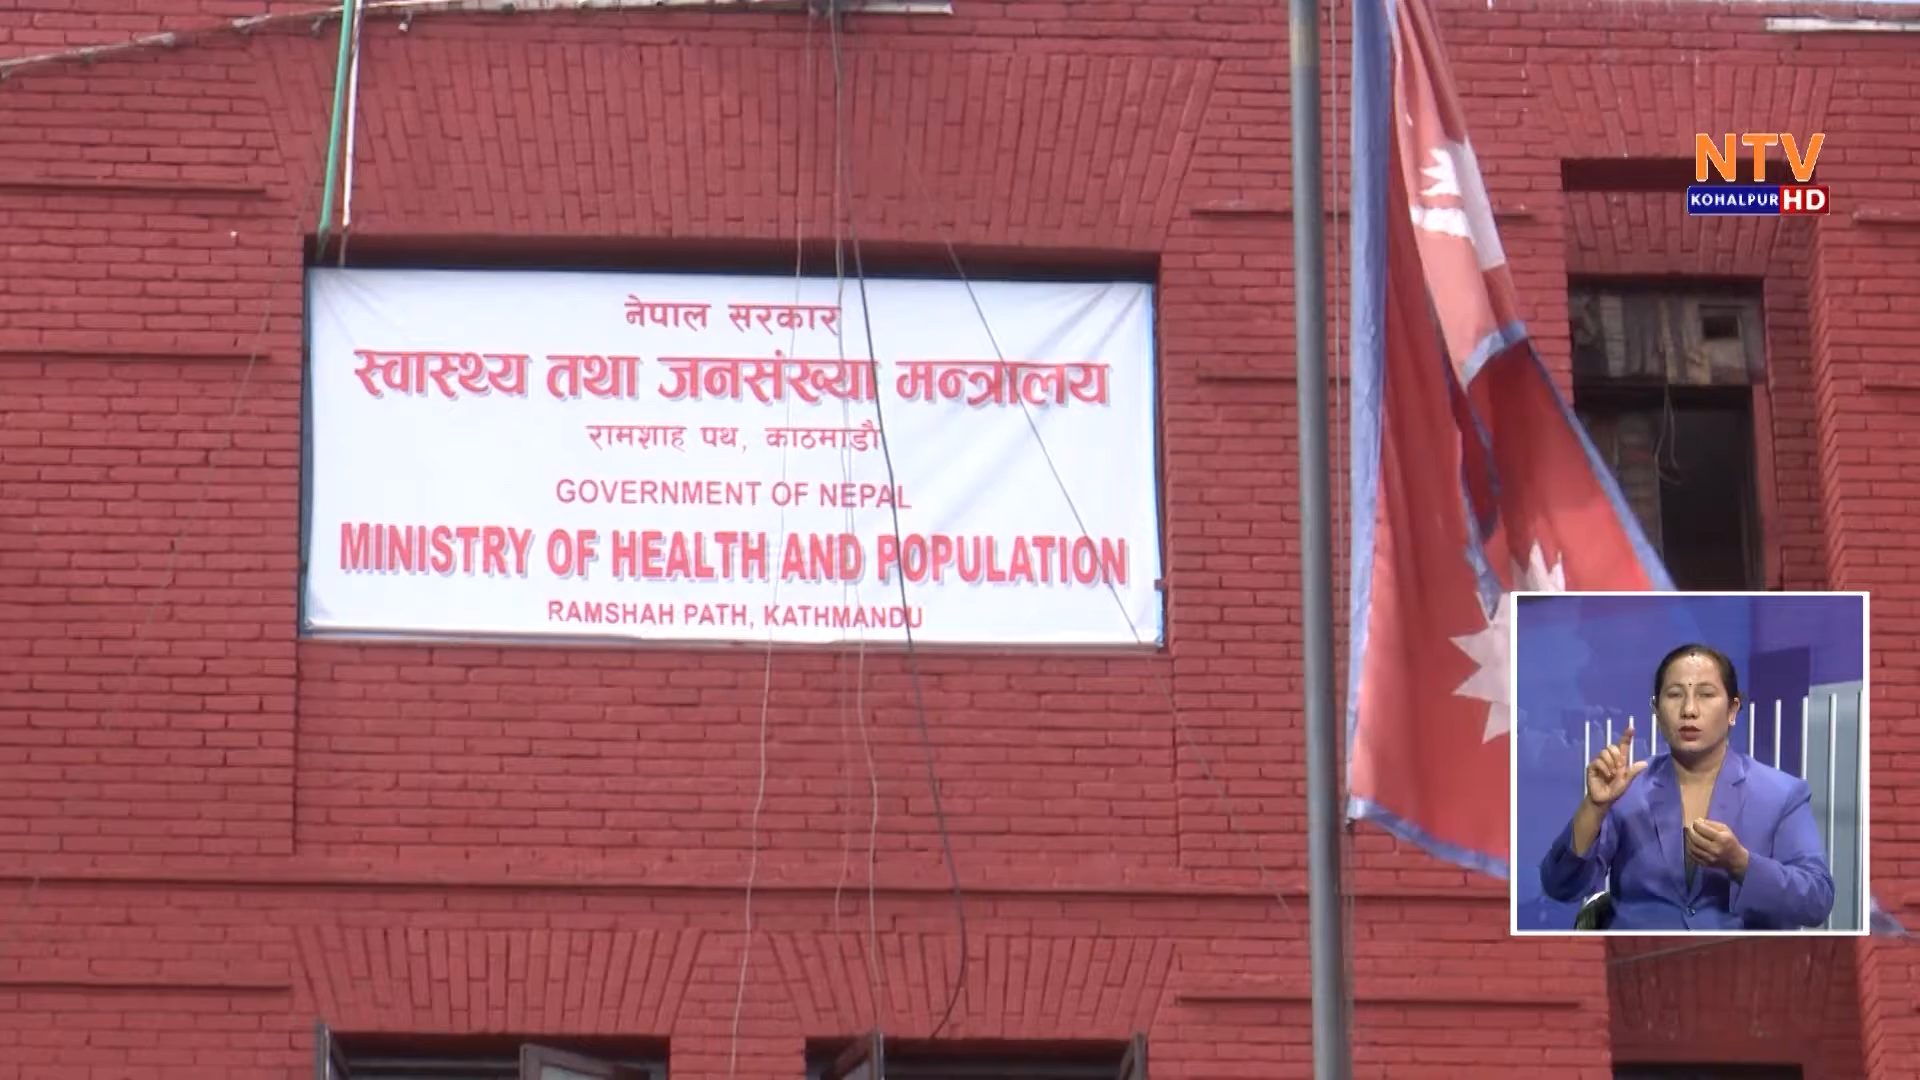 नेपाल सरकार
स्वास्थ्य तथा जनसंख्या मन्त्रालय
रामशाह पथ, काठमाडौं
GOVERNMENT OF NEPAL
MINISTRY OF HEALTH AND POPULATION
RAMSHAH PATH, KATHMANDU
NTV
KOHALPUR HD